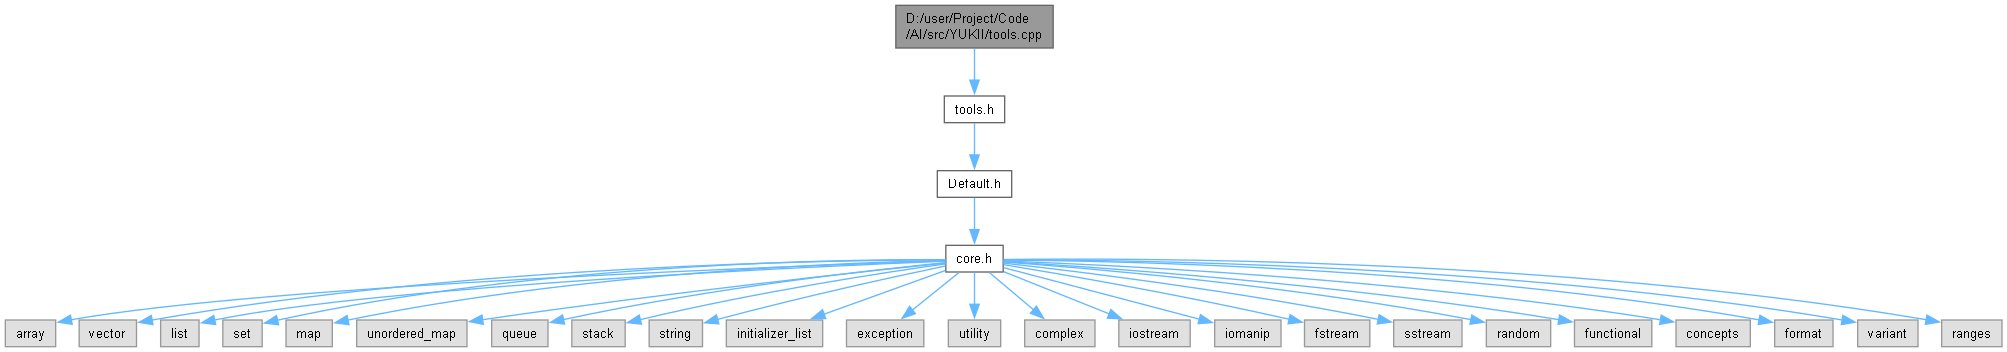 D:/user/Project/Code
/AI/src/YUKII/tools.cpp
tools.h
Default.h
core.h
array
vector
list
set
map
unordered_map
queue
stack
string
initializer_list
exception
utility
complex
iostream
iomanip
fstream
sstream
random
functional
concepts
format
variant
ranges